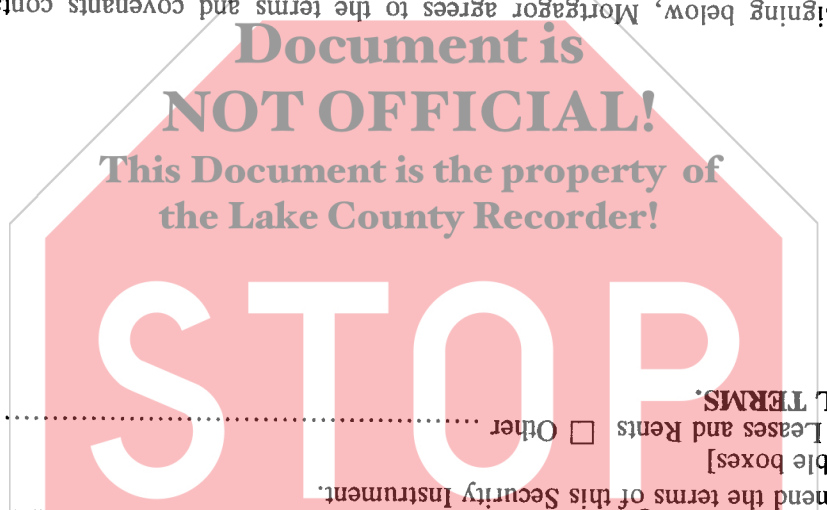 Document is
NOT OFFICIAL!
This Document is the property of
the Lake County Recorder!
STOP
mend the terms of this Security Instrument.
ble boxes]
Leases and Rents ☐ Other ........................................................
L TERMS.
igning below, Mortgagor agrees to the terms and covenants cont